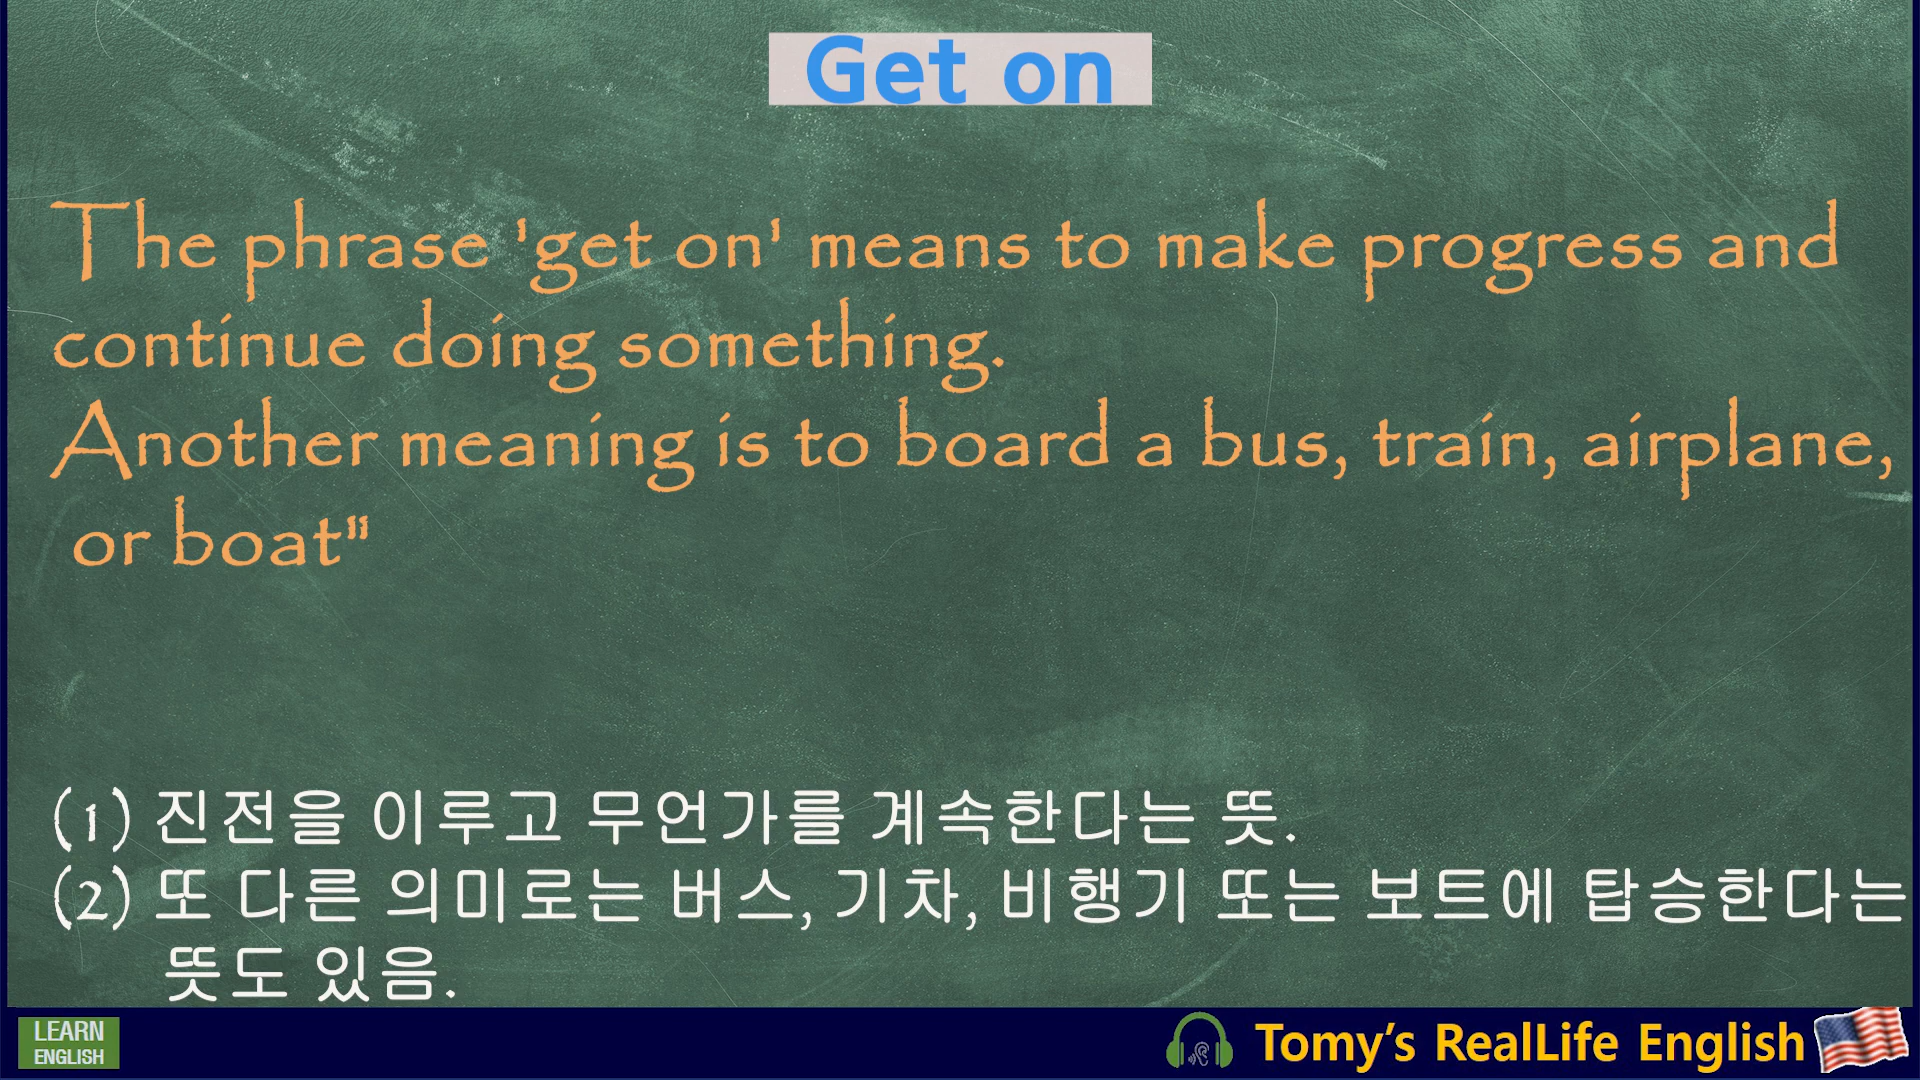 Get on
The phrase 'get on' means to make progress and
continue doing something.
Another meaning is to board a bus, train, airplane,
or boat"
(1) 진전을 이루고 무언가를 계속한다는 뜻.
(2) 또 다른 의미로는 버스, 기차, 비행기 또는 보트에 탑승한다는
뜻도 있음.
LEARN
ENGLISH
Tomy's RealLife English